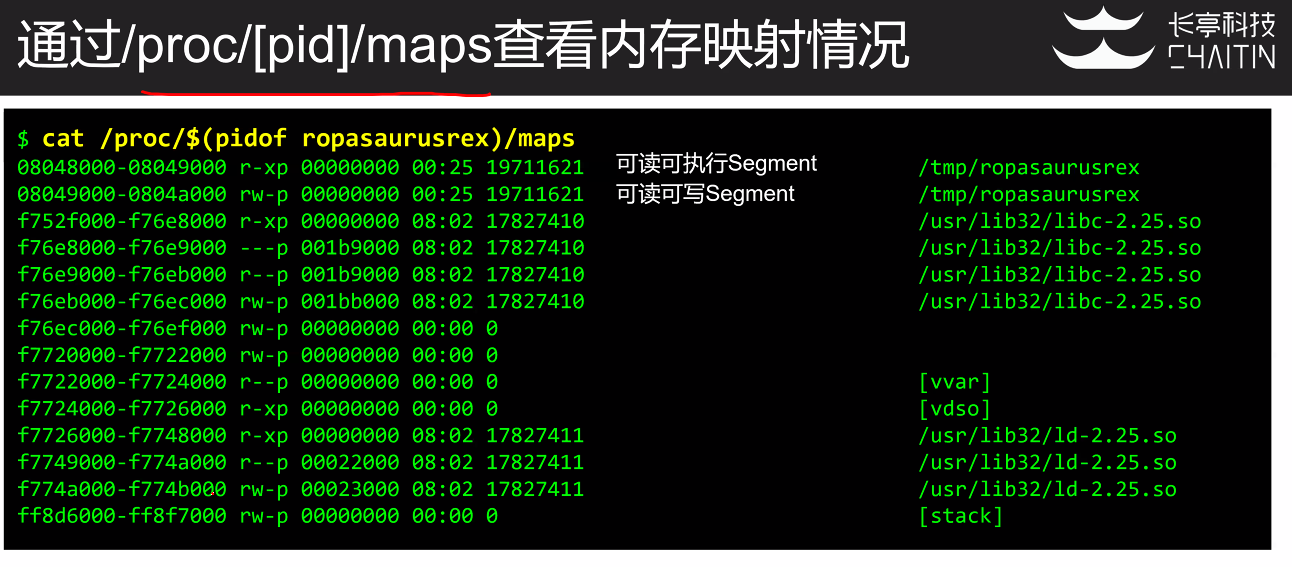 通过/proc/[pid]/maps查看内存映射情况
长亭科技
CHAITIN
$ cat /proc/$(pidof ropasaurusrex)/maps
08048000-08049000 r-xp 00000000 00:25 19711621 可读可执行Segment /tmp/ropasaurusrex
08049000-0804a000 rw-p 00000000 00:25 19711621 可读可写Segment /tmp/ropasaurusrex
f752f000-f76e8000 r-xp 00000000 08:02 17827410 /usr/lib32/libc-2.25.so
f76e8000-f76e9000 ---p 001b9000 08:02 17827410 /usr/lib32/libc-2.25.so
f76e9000-f76eb000 r--p 001b9000 08:02 17827410 /usr/lib32/libc-2.25.so
f76eb000-f76ec000 rw-p 001bb000 08:02 17827410 /usr/lib32/libc-2.25.so
f76ec000-f76ef000 rw-p 00000000 00:00 0
f7720000-f7722000 rw-p 00000000 00:00 0
f7722000-f7724000 r--p 00000000 00:00 0 [vvar]
f7724000-f7726000 r-xp 00000000 00:00 0 [vdso]
f7726000-f7748000 r-xp 00000000 08:02 17827411 /usr/lib32/ld-2.25.so
f7749000-f774a000 r--p 00022000 08:02 17827411 /usr/lib32/ld-2.25.so
f774a000-f774b000 rw-p 00023000 08:02 17827411 /usr/lib32/ld-2.25.so
ff8d6000-ff8f7000 rw-p 00000000 00:00 0 [stack]